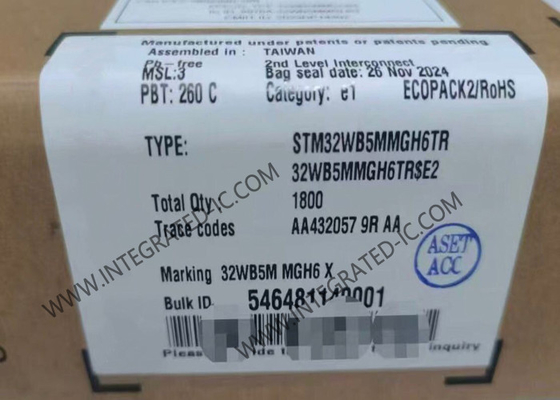 Manufactured under patents or patents pending.
Assembled in : TAIWAN
Pb-free 2nd Level Interconnect
MSL:3 Bag seal date: 26 Nov 2024
PBT: 260 C Category: e1 ECOPACK2/RoHS
TYPE: STM32WB5MMGH6TR
32WB5MMGH6TR$E2
Total Qty 1800
Trace codes AA432057 9R AA
ASET
ACC
Marking 32WB5M MGH6 X
Bulk ID
Please inquiry
WWW.INTEGRATED-IC.COM
WWW.INTEGRATED-IC.COM
WWW.INTEGRATED-IC.COM